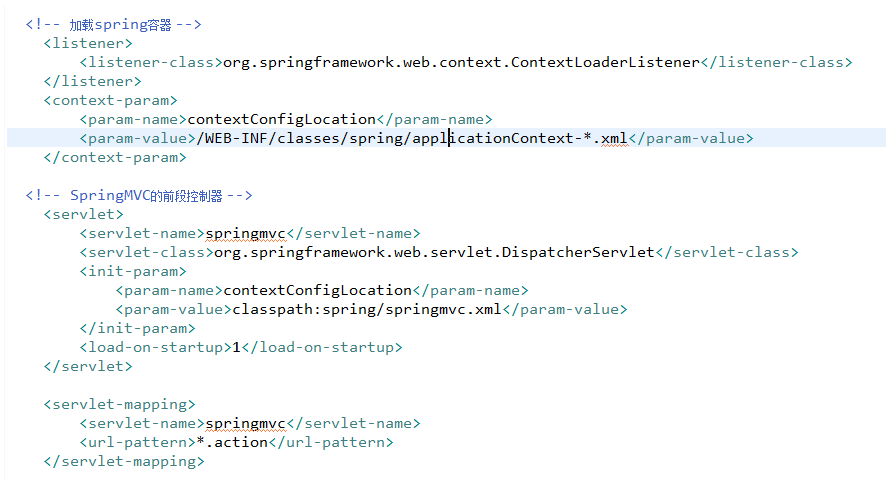 <!-- 加载spring容器 -->
<listener>
<listener-class>org.springframework.web.context.ContextLoaderListener</listener-class>
</listener>
<context-param>
<param-name>contextConfigLocation</param-name>
<param-value>/WEB-INF/classes/spring/applicationContext-*.xml</param-value>
</context-param>
<!-- SpringMVC的前段控制器 -->
<servlet>
<servlet-name>springmvc</servlet-name>
<servlet-class>org.springframework.web.servlet.DispatcherServlet</servlet-class>
<init-param>
<param-name>contextConfigLocation</param-name>
<param-value>classpath:spring/springmvc.xml</param-value>
</init-param>
<load-on-startup>1</load-on-startup>
</servlet>
<servlet-mapping>
<servlet-name>springmvc</servlet-name>
<url-pattern>*.action</url-pattern>
</servlet-mapping>